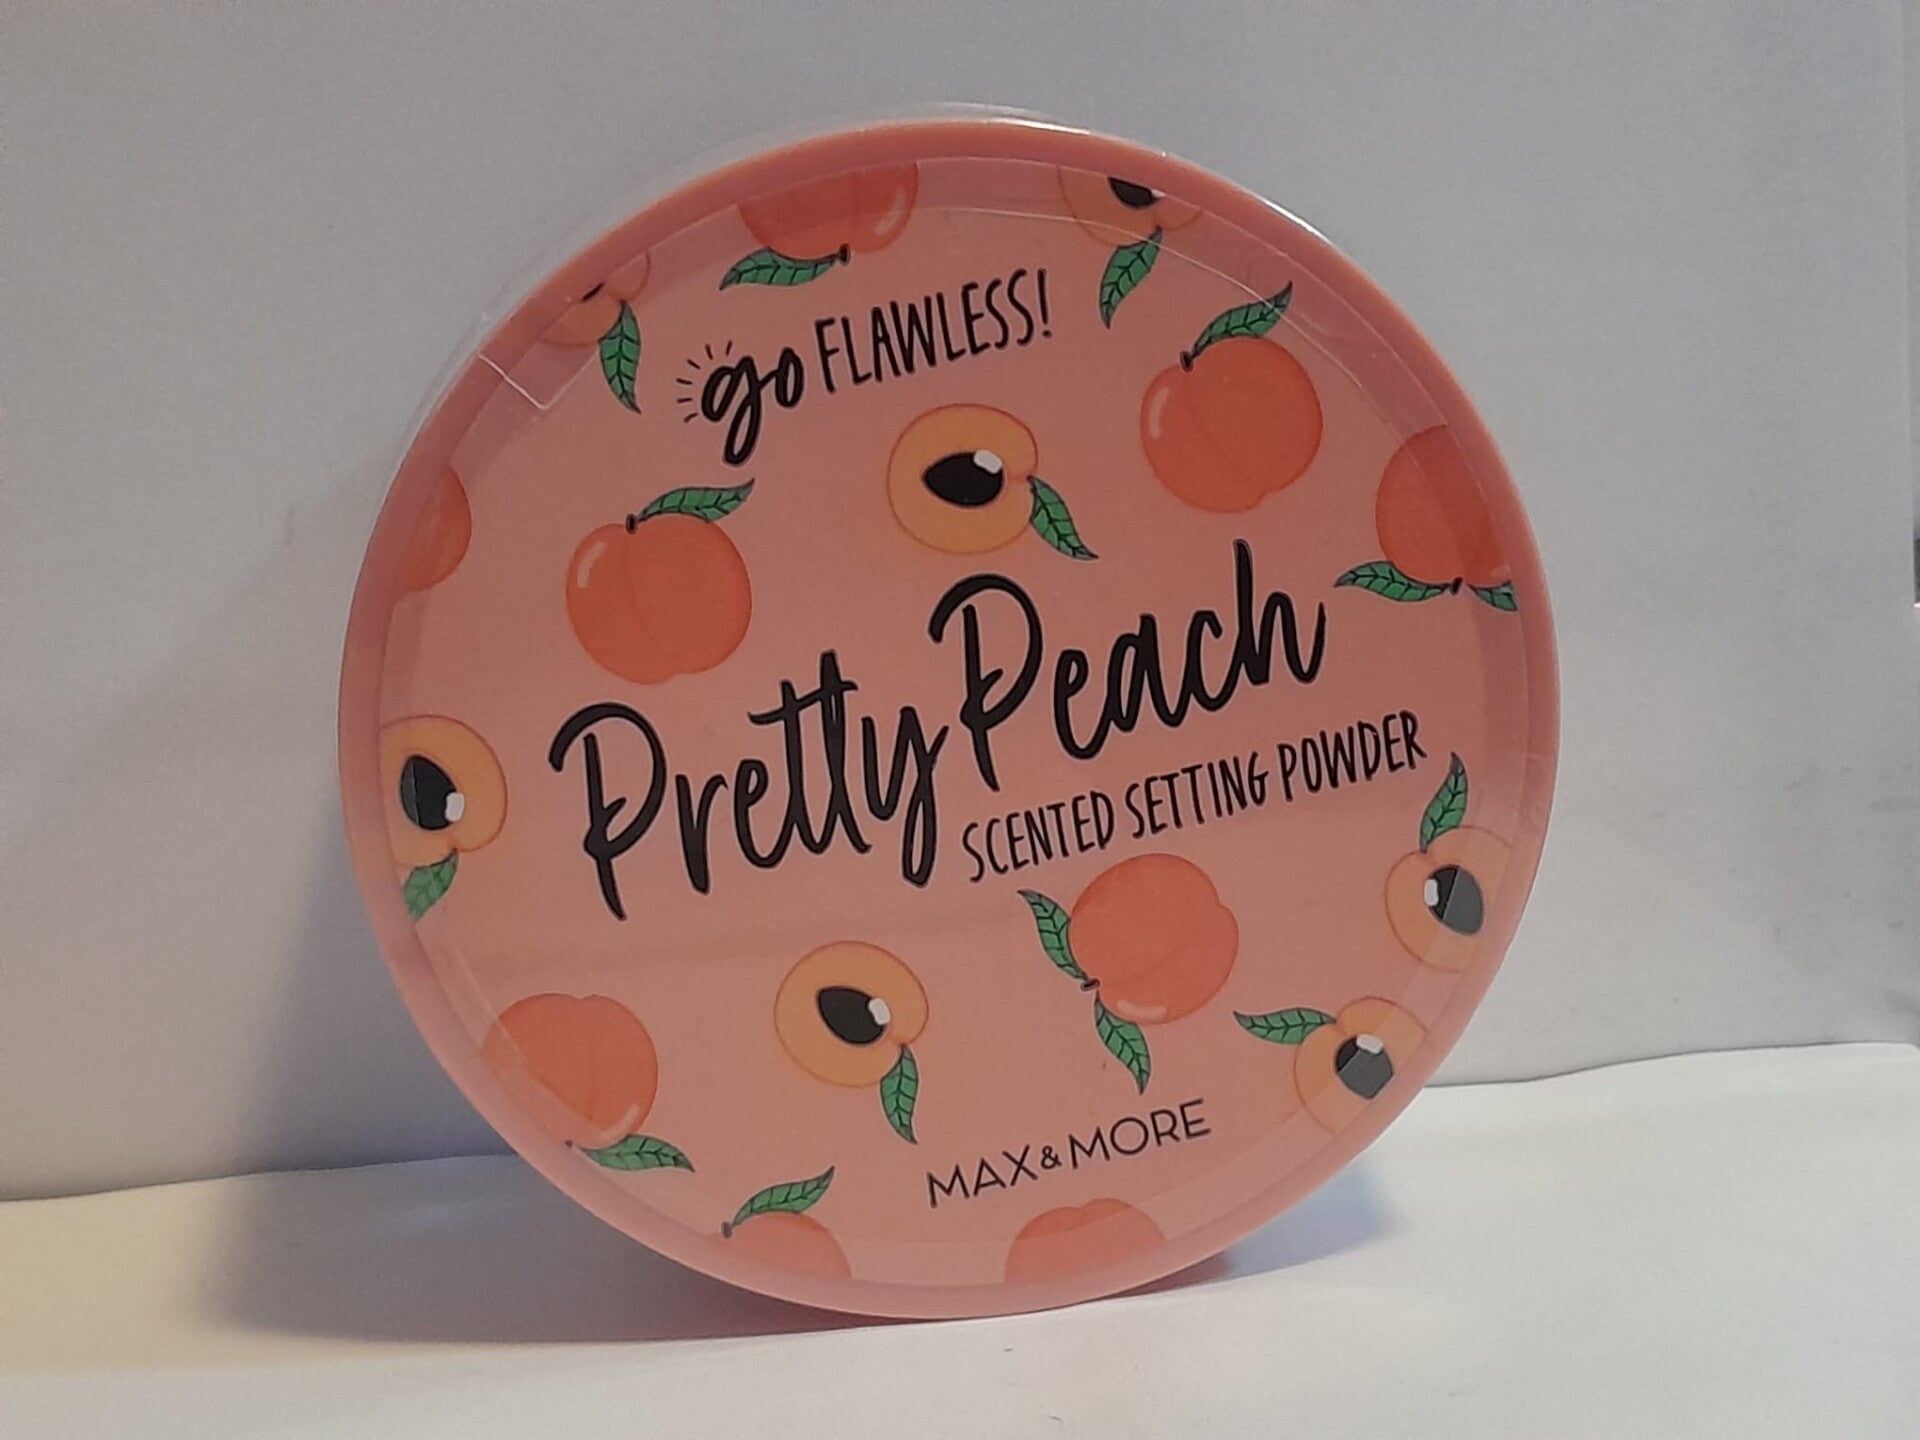 go FLAWLESS!
Pretty Peach
SCENTED SETTING POWDER
MAX & MORE